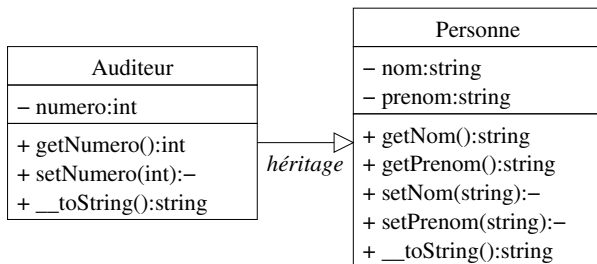 Auditeur
− numero:int
+ getNumero():int
+ setNumero(int):−
+ __toString():string
héritage
Personne
− nom:string
− prenom:string
+ getNom():string
+ getPrenom():string
+ setNom(string):−
+ setPrenom(string):−
+ __toString():string